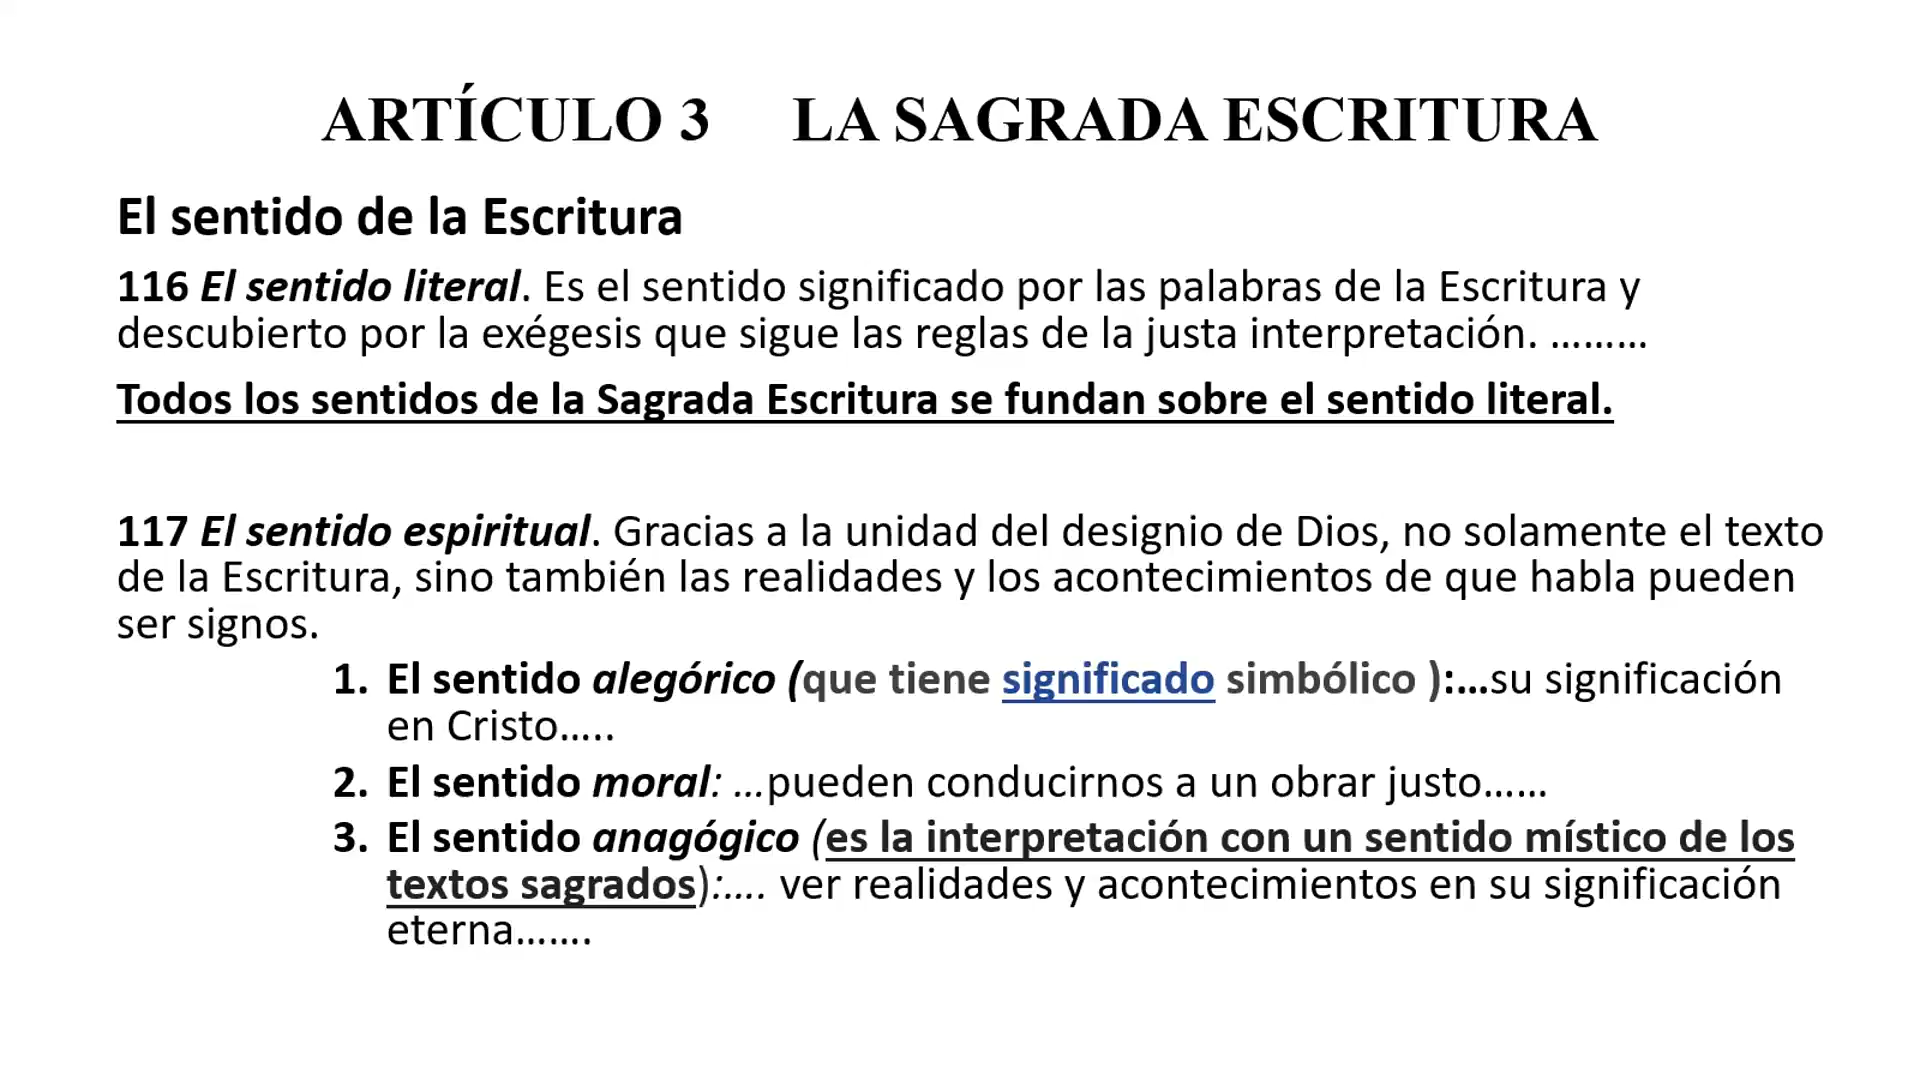 ARTÍCULO 3 LA SAGRADA ESCRITURA
El sentido de la Escritura
116 El sentido literal. Es el sentido significado por las palabras de la Escritura y
descubierto por la exégesis que sigue las reglas de la justa interpretación. ………
Todos los sentidos de la Sagrada Escritura se fundan sobre el sentido literal.
117 El sentido espiritual. Gracias a la unidad del designio de Dios, no solamente el texto
de la Escritura, sino también las realidades y los acontecimientos de que habla pueden
ser signos.
1. El sentido alegórico (que tiene significado simbólico ):…su significación
en Cristo…..
2. El sentido moral: …pueden conducirnos a un obrar justo……
3. El sentido anagógico (es la interpretación con un sentido místico de los
textos sagrados):…. ver realidades y acontecimientos en su significación
eterna…….